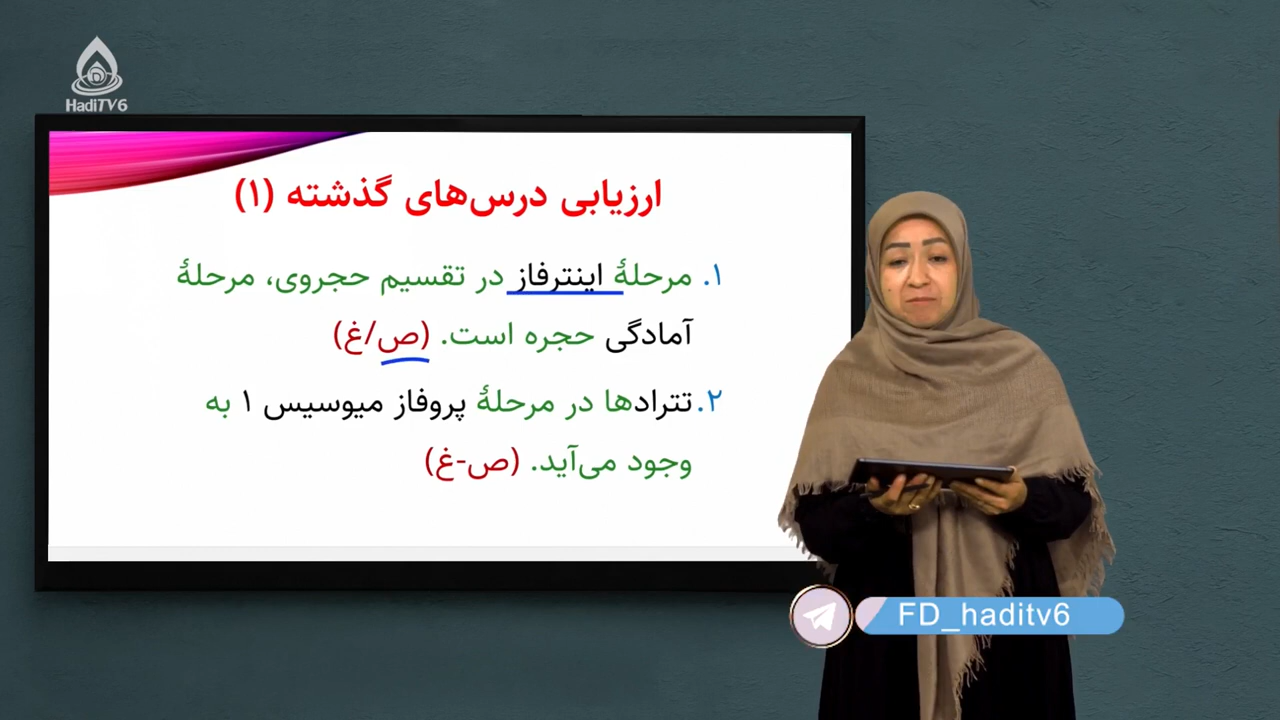 HadiTV6
ارزیابی درس‌های گذشته (۱)
۱. مرحلهٔ اینترفاز در تقسیم حجروی، مرحلهٔ
آمادگی حجره است. (ص/غ)
۲. تترادها در مرحلهٔ پروفاز میوسیس ۱ به
وجود می‌آید. (ص-غ)
FD_haditv6